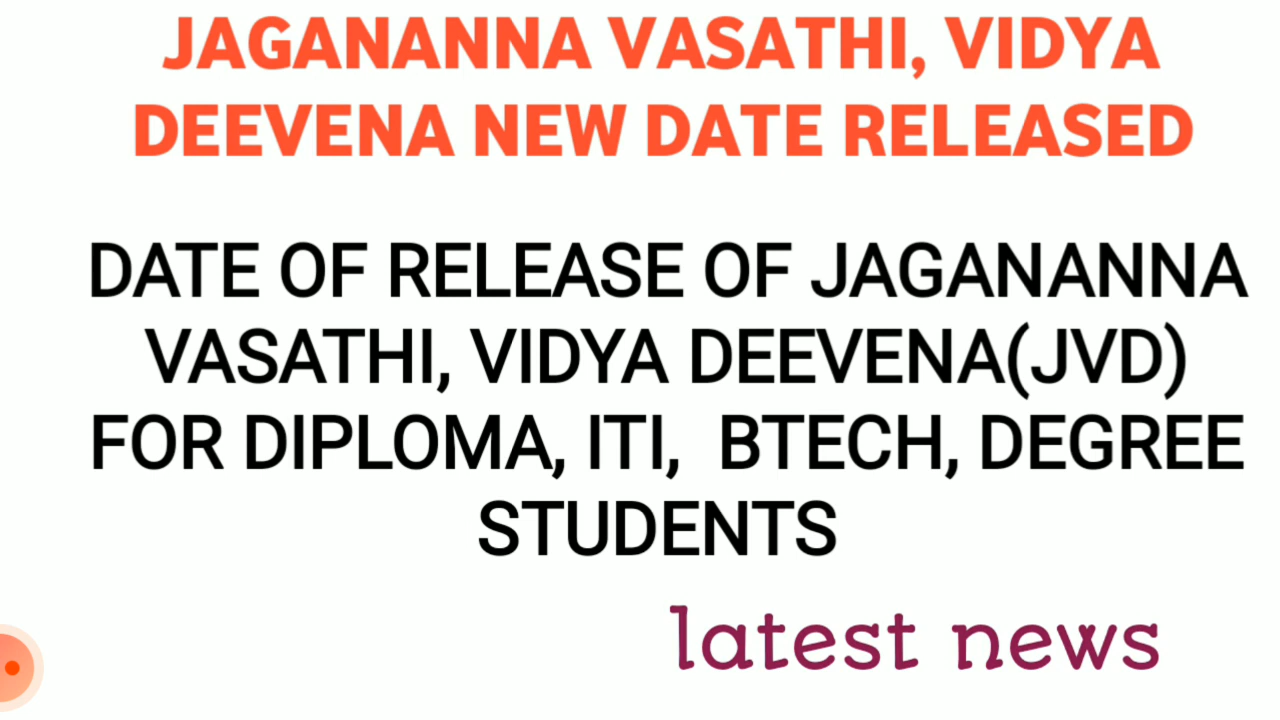 JAGANANNA VASATHI, VIDYA
DEEVENA NEW DATE RELEASED
DATE OF RELEASE OF JAGANANNA
VASATHI, VIDYA DEEVENA(JVD)
FOR DIPLOMA, ITI,  BTECH, DEGREE
STUDENTS
latest news